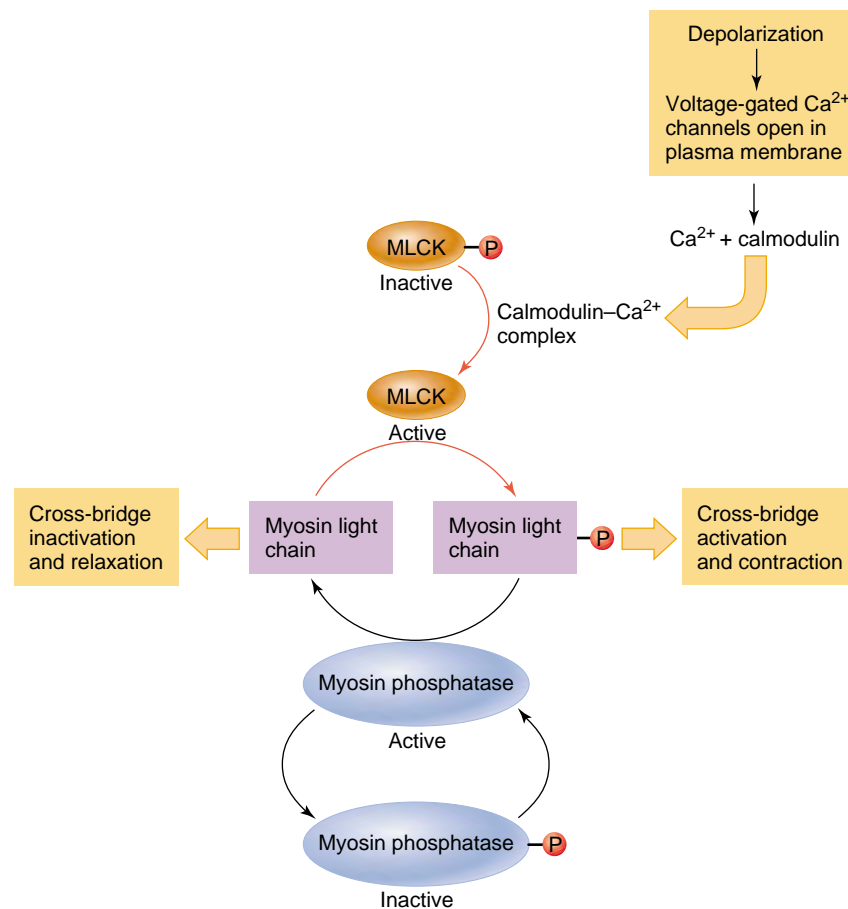 Depolarization
Voltage-gated Ca²⁺
channels open in
plasma membrane
Ca²⁺ + calmodulin
MLCK P
Inactive
Calmodulin–Ca²⁺
complex
MLCK
Active
Cross-bridge
inactivation
and relaxation
Myosin light
chain
Myosin light
chain
P
Cross-bridge
activation
and contraction
Myosin phosphatase
Active
Myosin phosphatase P
Inactive